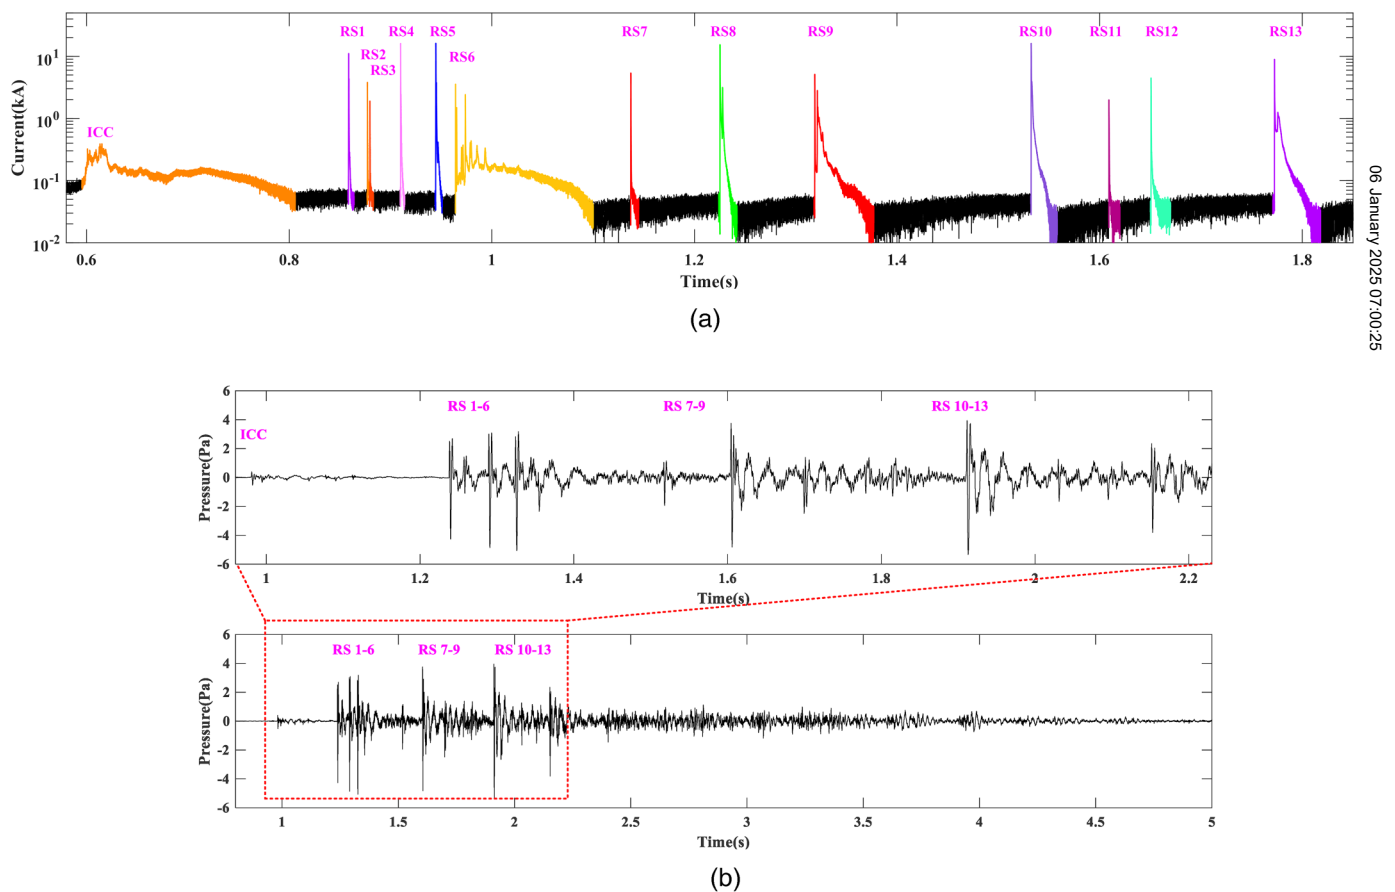 RS1 RS4 RS5 RS7 RS8 RS9 RS10 RS11 RS12 RS13
RS2 RS6
RS3
ICC
10^1
10^0
10^-1
10^-2
Current(kA)
0.6 0.8 1 1.2 1.4 1.6 1.8
Time(s)
(a)
06 January 2025 07:00:25
6
4
2
0
-2
-4
-6
Pressure(Pa)
RS 1-6 RS 7-9 RS 10-13
ICC
1 1.2 1.4 1.6 1.8 2 2.2
Time(s)
6
4
2
0
-2
-4
-6
Pressure(Pa)
RS 1-6 RS 7-9 RS 10-13
1 1.5 2 2.5 3 3.5 4 4.5 5
Time(s)
(b)